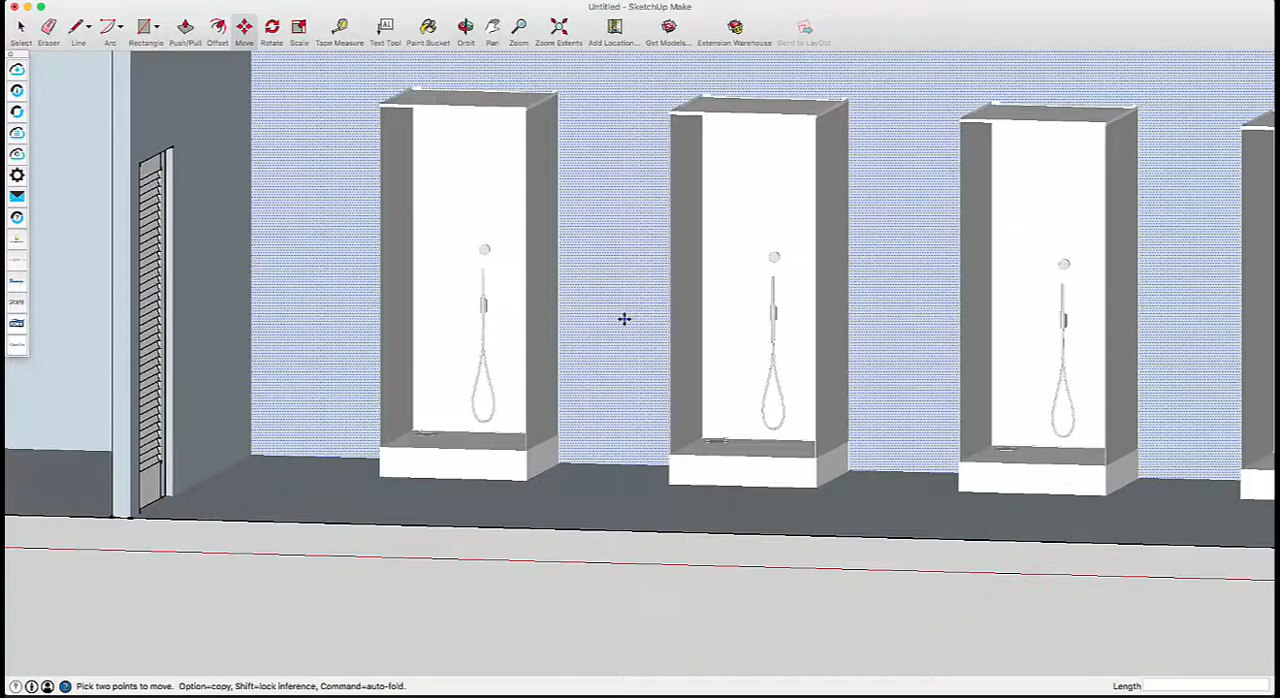 Untitled - SketchUp Make
Select Eraser Line Arc Rectangle Push/Pull Offset Move Rotate Scale Tape Measure Text Tool Paint Bucket Orbit Pan Zoom Zoom Extents Add Location... Get Models... Extension Warehouse Send to LayOut
Pick two points to move. Option=copy, Shift=lock inference, Command=auto-fold.
Length